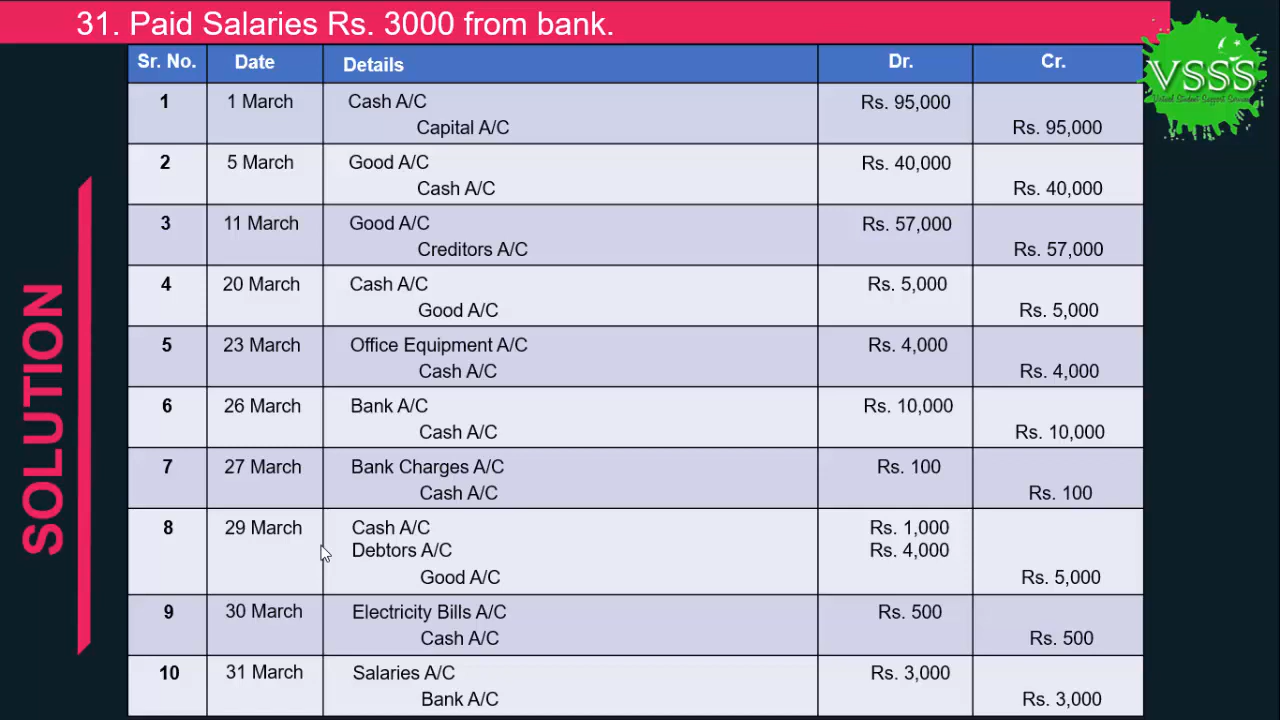 31. Paid Salaries Rs. 3000 from bank.
VSSS
Virtual Student Support Services
SOLUTION
Sr. No. Date Details Dr. Cr.
1 1 March Cash A/C Rs. 95,000
Capital A/C Rs. 95,000
2 5 March Good A/C Rs. 40,000
Cash A/C Rs. 40,000
3 11 March Good A/C Rs. 57,000
Creditors A/C Rs. 57,000
4 20 March Cash A/C Rs. 5,000
Good A/C Rs. 5,000
5 23 March Office Equipment A/C Rs. 4,000
Cash A/C Rs. 4,000
6 26 March Bank A/C Rs. 10,000
Cash A/C Rs. 10,000
7 27 March Bank Charges A/C Rs. 100
Cash A/C Rs. 100
8 29 March Cash A/C Rs. 1,000
Debtors A/C Rs. 4,000
Good A/C Rs. 5,000
9 30 March Electricity Bills A/C Rs. 500
Cash A/C Rs. 500
10 31 March Salaries A/C Rs. 3,000
Bank A/C Rs. 3,000